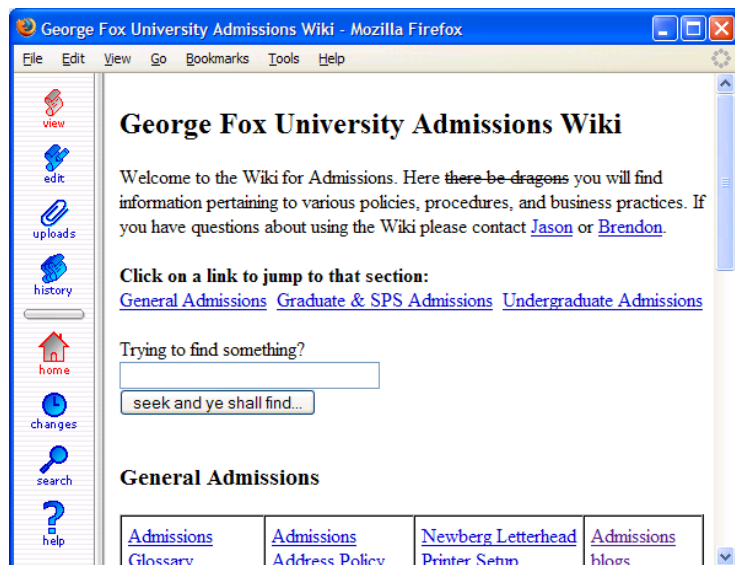 George Fox University Admissions Wiki - Mozilla Firefox
File Edit View Go Bookmarks Tools Help
view
edit
uploads
history
home
changes
search
help
George Fox University Admissions Wiki
Welcome to the Wiki for Admissions. Here there be dragons you will find
information pertaining to various policies, procedures, and business practices. If
you have questions about using the Wiki please contact Jason or Brendon.
Click on a link to jump to that section:
General Admissions Graduate & SPS Admissions Undergraduate Admissions
Trying to find something?
seek and ye shall find...
General Admissions
Admissions Admissions Newberg Letterhead Admissions
Glossary Address Policy Printer Setup blogs